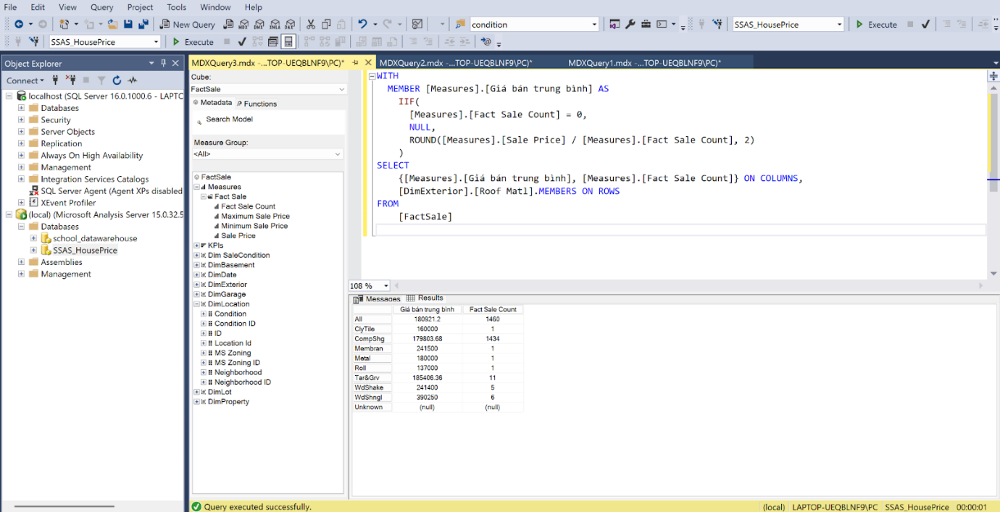 File Edit View Query Project Tools Window Help
New Query condition SSAS_HousePrice Execute
SSAS_HousePrice Execute
Object Explorer
Connect
localhost (SQL Server 16.0.1000.6 - LAPTC
Databases
Security
Server Objects
Replication
Always On High Availability
Management
Integration Services Catalogs
SQL Server Agent (Agent XPs disabled
XEvent Profiler
(local) (Microsoft Analysis Server 15.0.32.5
Databases
school_datawarehouse
SSAS_HousePrice
Assemblies
Management
MDXQuery3.mdx -...TOP-UEQBLNF9\PC)* MDXQuery2.mdx -...TOP-UEQBLNF9\PC)* MDXQuery1.mdx -...TOP-UEQBLNF9\PC)*
Cube:
FactSale
Metadata Functions
Search Model
Measure Group:
<All>
FactSale
Measures
Fact Sale
Fact Sale Count
Maximum Sale Price
Minimum Sale Price
Sale Price
KPIs
Dim SaleCondition
DimBasement
DimDate
DimExterior
DimGarage
DimLocation
Condition
Condition ID
ID
Location Id
MS Zoning
MS Zoning ID
Neighborhood
Neighborhood ID
DimLot
DimProperty
WITH
MEMBER [Measures].[Giá bán trung bình] AS
IIF(
[Measures].[Fact Sale Count] = 0,
NULL,
ROUND([Measures].[Sale Price] / [Measures].[Fact Sale Count], 2)
)
SELECT
{[Measures].[Giá bán trung bình], [Measures].[Fact Sale Count]} ON COLUMNS,
[DimExterior].[Roof Matl].MEMBERS ON ROWS
FROM
[FactSale]
108 %
Messages Results
Giá bán trung bình Fact Sale Count
All 180921.2 1460
ClyTile 160000 1
CompShg 179803.68 1434
Membran 241500 1
Metal 180000 1
Roll 137000 1
Tar&Grv 185406.36 11
WdShake 241400 5
WdShngl 390250 6
Unknown (null) (null)
Query executed successfully. (local) LAPTOP-UEQBLNF9\PC SSAS_HousePrice 00:00:01